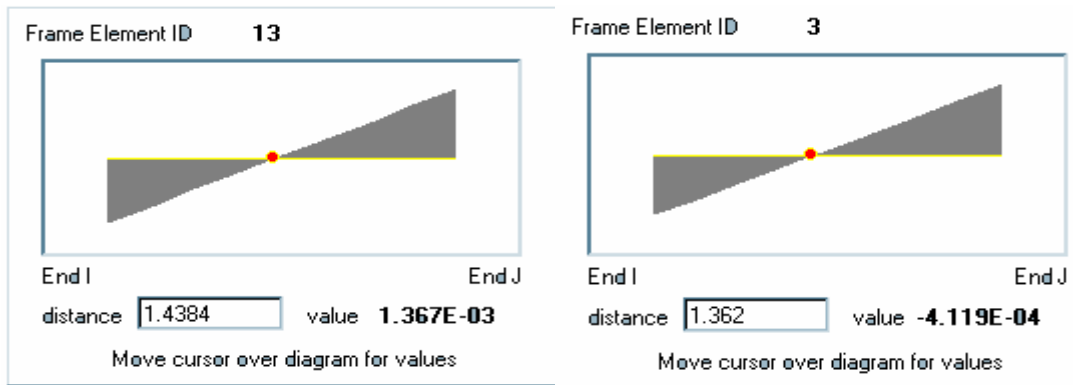 Frame Element ID 13
End I End J
distance 1.4384 value 1.367E-03
Move cursor over diagram for values
Frame Element ID 3
End I End J
distance 1.362 value -4.119E-04
Move cursor over diagram for values